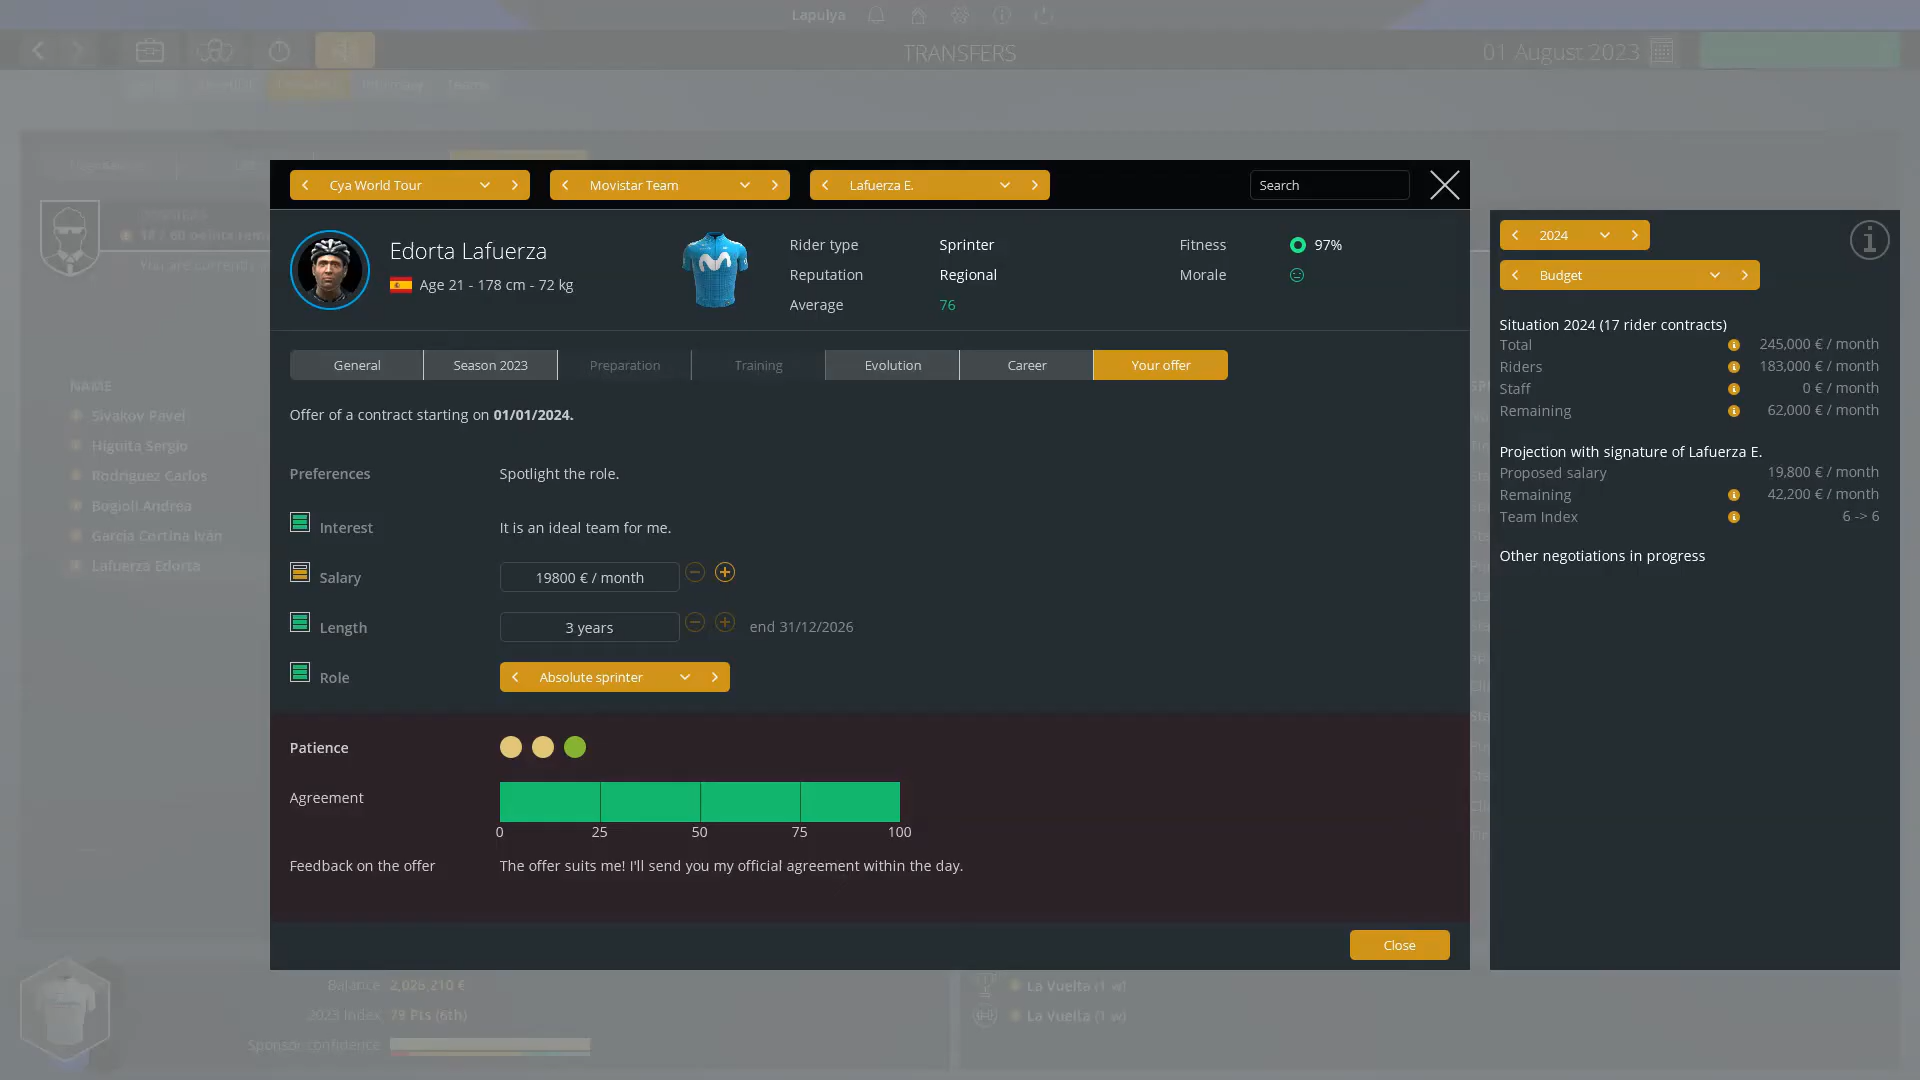 Lapulya
TRANSFERS
01 August 2023
Cya World Tour
Movistar Team
Lafuerza E.
Search
Edorta Lafuerza
Age 21 - 178 cm - 72 kg
Rider type Sprinter
Reputation Regional
Average 76
Fitness 97%
Morale
General
Season 2023
Preparation
Training
Evolution
Career
Your offer
Offer of a contract starting on 01/01/2024.
Preferences Spotlight the role.
Interest It is an ideal team for me.
Salary 19800 € / month
Length 3 years end 31/12/2026
Role Absolute sprinter
Patience
Agreement
0 25 50 75 100
Feedback on the offer The offer suits me! I'll send you my official agreement within the day.
Close
2024
Budget
Situation 2024 (17 rider contracts)
Total 245,000 € / month
Riders 183,000 € / month
Staff 0 € / month
Remaining 62,000 € / month
Projection with signature of Lafuerza E.
Proposed salary 19,800 € / month
Remaining 42,200 € / month
Team Index 6 -> 6
Other negotiations in progress
NAME
Sivakov Pavel
Higuita Sergio
Rodriguez Carlos
Bagioli Andrea
García Cortina Iván
Lafuerza Edorta
Balance 2,026,210 €
2023 Index 79 Pts (6th)
Sponsor confidence
La Vuelta (1 w)
La Vuelta (1 w)